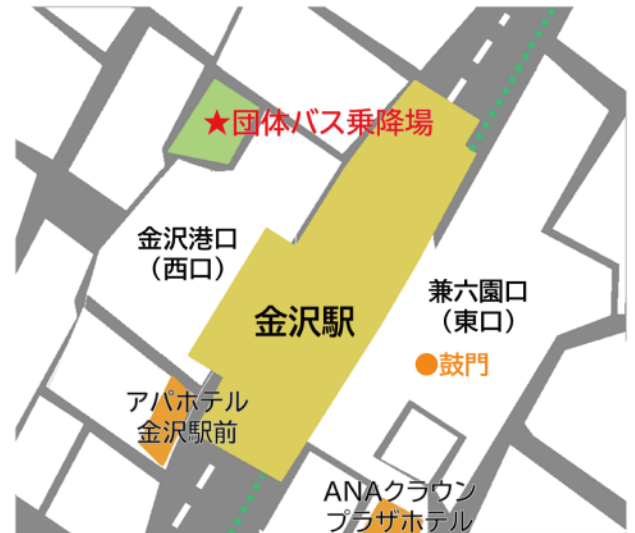 ★団体バス乗降場
金沢港口
（西口）
金沢駅
兼六園口
（東口）
●鼓門
アパホテル
金沢駅前
ANAクラウン
プラザホテル